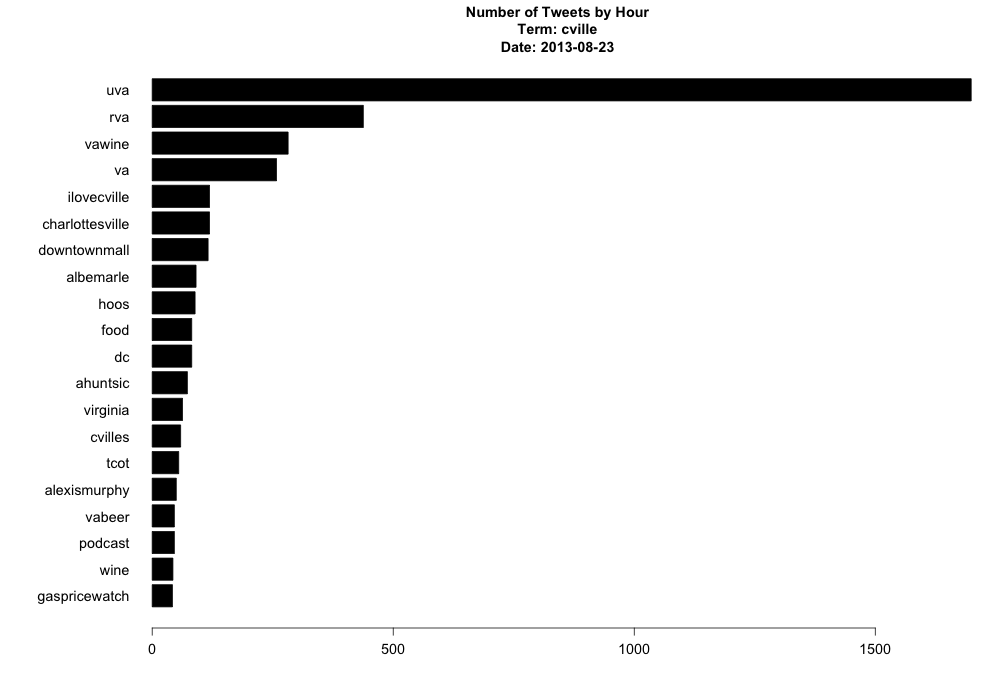 Number of Tweets by Hour
Term: cville
Date: 2013-08-23
uva
rva
vawine
va
ilovecville
charlottesville
downtownmall
albemarle
hoos
food
dc
ahuntsic
virginia
cvilles
tcot
alexismurphy
vabeer
podcast
wine
gaspricewatch
0 500 1000 1500